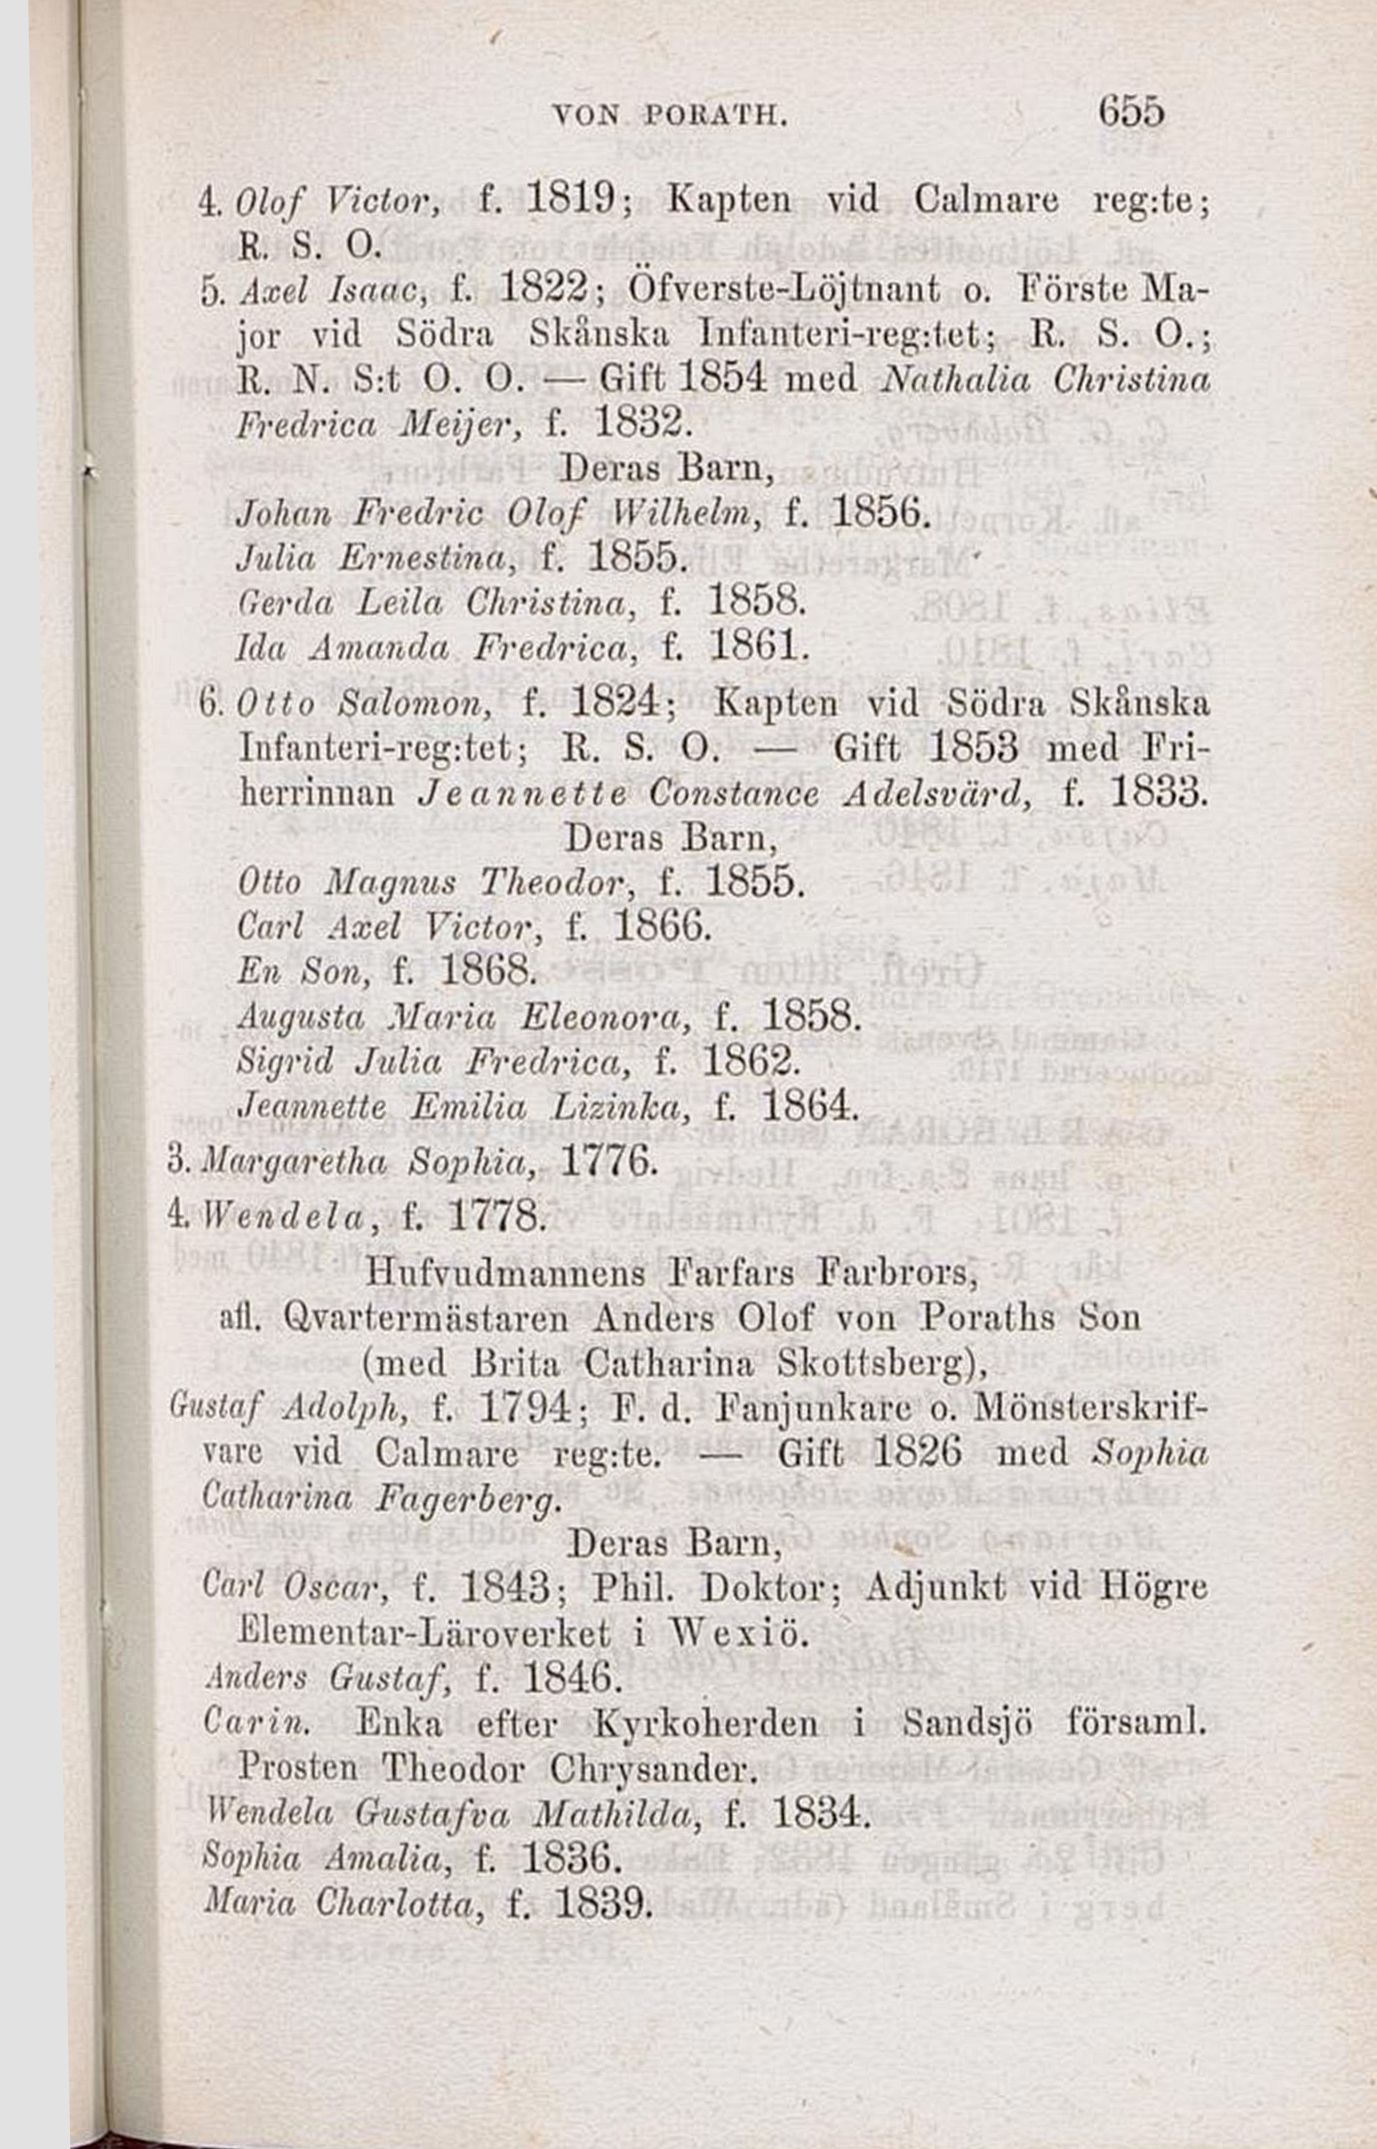 VON PORATH. 655
4. Olof Victor, f. 1819; Kapten vid Calmare reg:te;
R. S. O.
5. Axel Isaac, f. 1822; Öfverste-Löjtnant o. Förste Ma-
jor vid Södra Skånska Infanteri-reg:tet; R. S. O.;
R. N. S:t O. O. — Gift 1854 med Nathalia Christina
Fredrica Meijer, f. 1832.
Deras Barn,
Johan Fredric Olof Wilhelm, f. 1856.
Julia Ernestina, f. 1855.
Gerda Leila Christina, f. 1858.
Ida Amanda Fredrica, f. 1861.
6. Otto Salomon, f. 1824; Kapten vid Södra Skånska
Infanteri-reg:tet; R. S. O. — Gift 1853 med Fri-
herrinnan Jeannette Constance Adelsvärd, f. 1833.
Deras Barn,
Otto Magnus Theodor, f. 1855.
Carl Axel Victor, f. 1866.
En Son, f. 1868.
Augusta Maria Eleonora, f. 1858.
Sigrid Julia Fredrica, f. 1862.
Jeannette Emilia Lizinka, f. 1864.
3. Margaretha Sophia, 1776.
4. Wendela, f. 1778.
Hufvudmannens Farfars Farbrors,
afl. Qvartermästaren Anders Olof von Poraths Son
(med Brita Catharina Skottsberg),
Gustaf Adolph, f. 1794; F. d. Fanjunkare o. Mönsterskrif-
vare vid Calmare reg:te. — Gift 1826 med Sophia
Catharina Fagerberg.
Deras Barn,
Carl Oscar, f. 1843; Phil. Doktor; Adjunkt vid Högre
Elementar-Läroverket i Wexiö.
Anders Gustaf, f. 1846.
Carin. Enka efter Kyrkoherden i Sandsjö församl.
Prosten Theodor Chrysander.
Wendela Gustafva Mathilda, f. 1834.
Sophia Amalia, f. 1836.
Maria Charlotta, f. 1839.